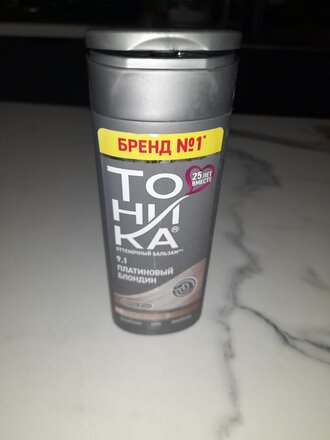 БРЕНД №1*
25 ЛЕТ
ВМЕСТЕ
ТО
НИ
КА®
ОТТЕНОЧНЫЙ БАЛЬЗАМ**
9.1
ПЛАТИНОВЫЙ
БЛОНДИН